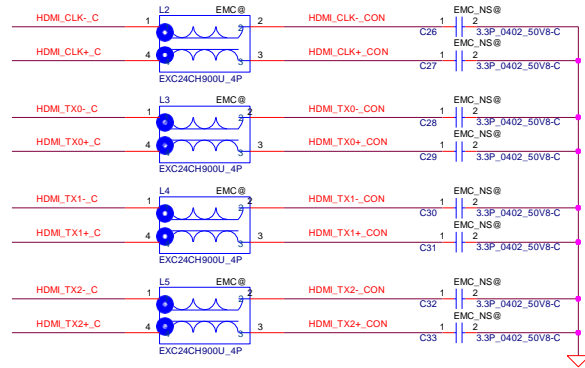 L2 EMC@ EMC_NS@
HDMI_CLK-_C 1 2 HDMI_CLK-_CON 1 2
C26 3.3P_0402_50V8-C
EMC_NS@
HDMI_CLK+_C 4 3 HDMI_CLK+_CON 1 2
C27 3.3P_0402_50V8-C
EXC24CH900U_4P
L3 EMC@ EMC_NS@
HDMI_TX0-_C 1 2 HDMI_TX0-_CON 1 2
C28 3.3P_0402_50V8-C
EMC_NS@
HDMI_TX0+_C 4 3 HDMI_TX0+_CON 1 2
C29 3.3P_0402_50V8-C
EXC24CH900U_4P
L4 EMC@ EMC_NS@
HDMI_TX1-_C 1 2 HDMI_TX1-_CON 1 2
C30 3.3P_0402_50V8-C
EMC_NS@
HDMI_TX1+_C 4 3 HDMI_TX1+_CON 1 2
C31 3.3P_0402_50V8-C
EXC24CH900U_4P
L5 EMC@ EMC_NS@
HDMI_TX2-_C 1 2 HDMI_TX2-_CON 1 2
C32 3.3P_0402_50V8-C
EMC_NS@
HDMI_TX2+_C 4 3 HDMI_TX2+_CON 1 2
C33 3.3P_0402_50V8-C
EXC24CH900U_4P